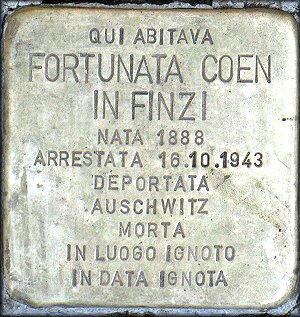 QUI ABITAVA
FORTUNATA COEN
IN FINZI
NATA 1888
ARRESTATA 16.10.1943
DEPORTATA
AUSCHWITZ
MORTA
IN LUOGO IGNOTO
IN DATA IGNOTA